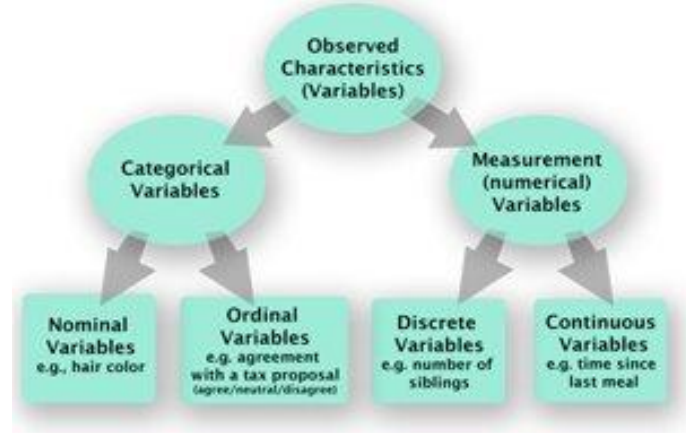 Observed
Characteristics
(Variables)
Categorical
Variables
Measurement
(numerical)
Variables
Nominal
Variables
e.g., hair color
Ordinal
Variables
e.g. agreement
with a tax proposal
(agree/neutral/disagree)
Discrete
Variables
e.g. number of
siblings
Continuous
Variables
e.g. time since
last meal